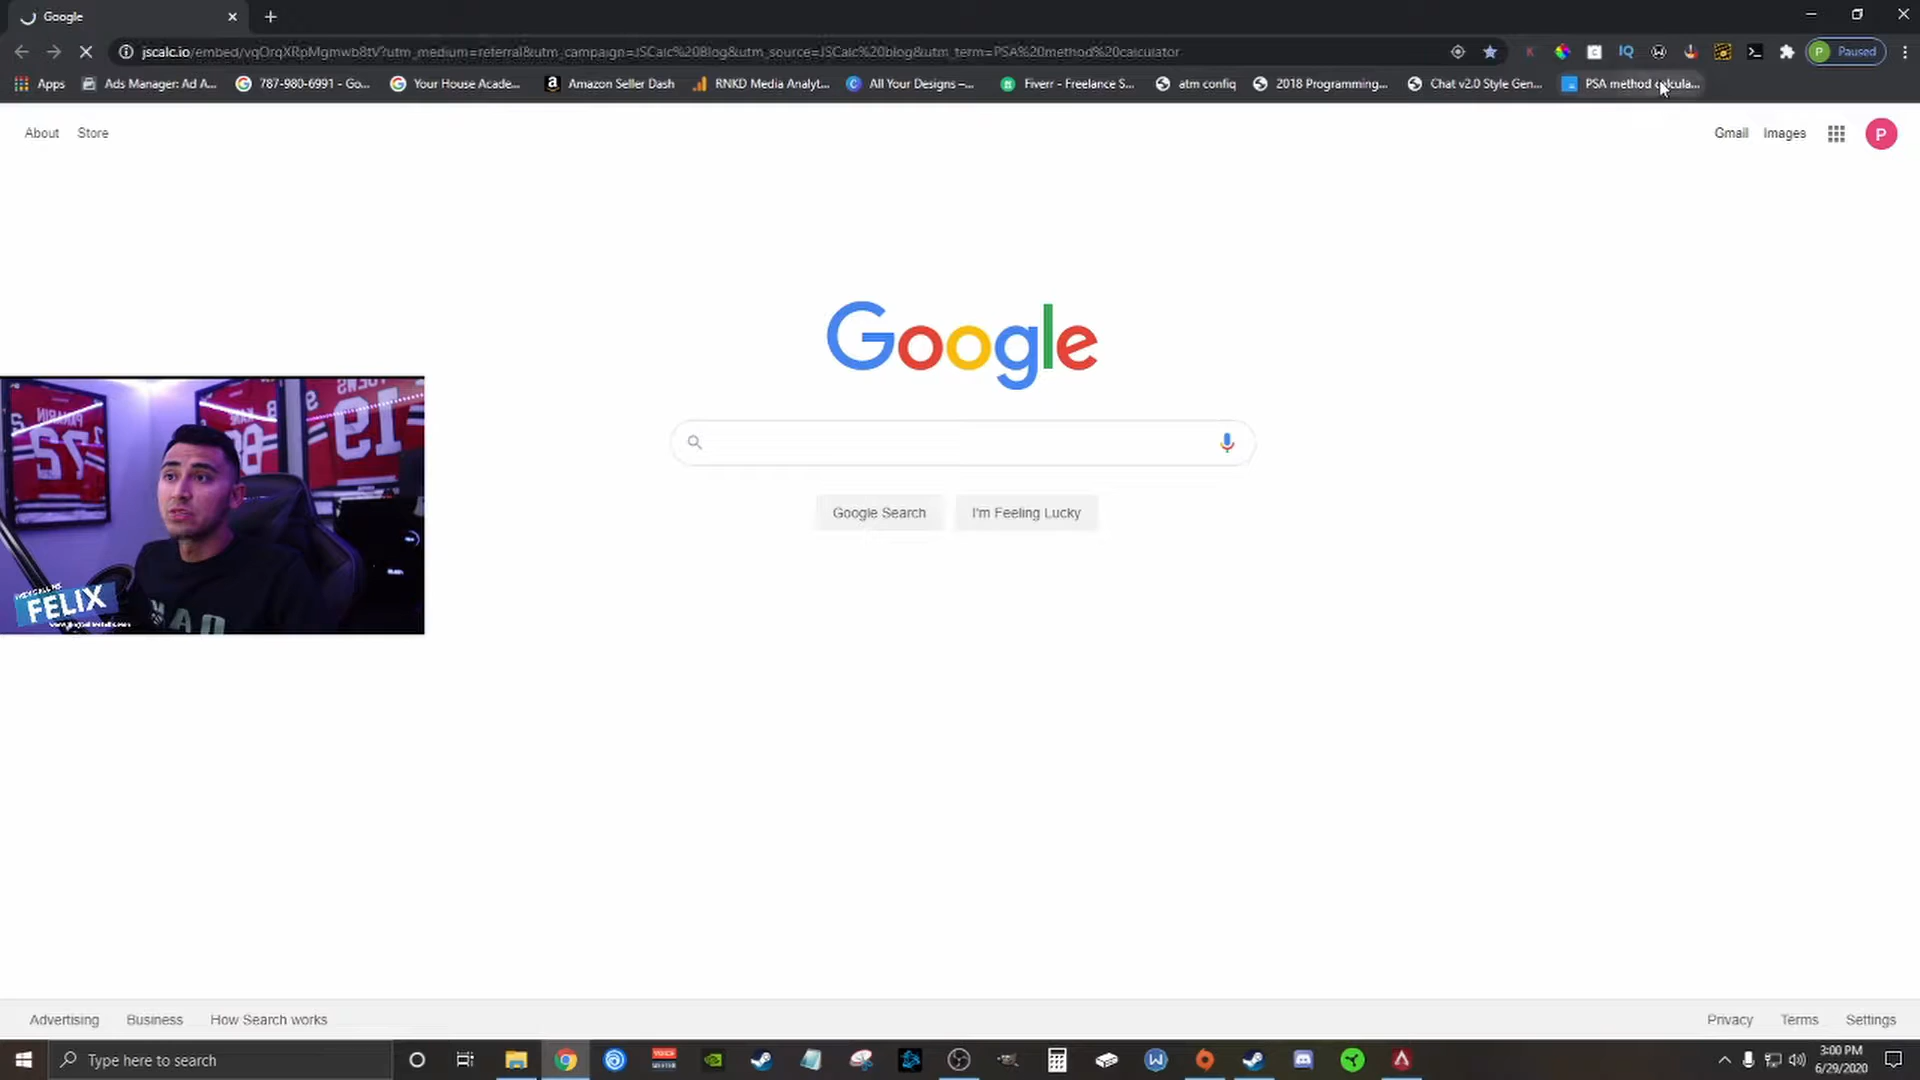 Google
jscalc.io/embed/vqOrqXRpMgmwb8tV?utm_medium=referral&utm_campaign=JSCalc%20Blog&utm_source=JSCalc%20blog&utm_term=PSA%20method%20calculator
P Paused
Apps Ads Manager: Ad A... 787-980-6991 - Go... Your House Acade... Amazon Seller Dash RNKD Media Analyt... All Your Designs –... Fiverr - Freelance S... atm config 2018 Programming... Chat v2.0 Style Gen... PSA method calcula...
About Store Gmail Images P
Google
Google Search I'm Feeling Lucky
PANARIN
72
KANE
19
FELIX
Advertising Business How Search works Privacy Terms Settings
Type here to search
3:00 PM
6/29/2020